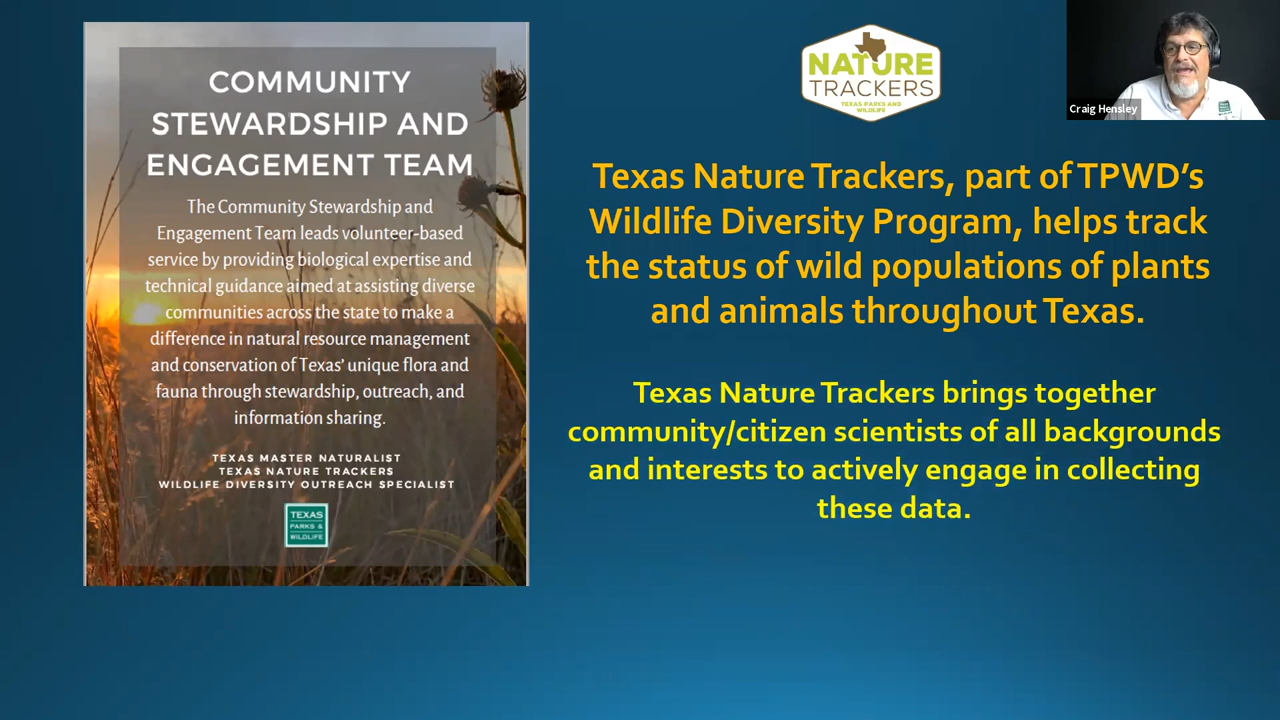 COMMUNITY
STEWARDSHIP AND
ENGAGEMENT TEAM
The Community Stewardship and
Engagement Team leads volunteer-based
service by providing biological expertise and
technical guidance aimed at assisting diverse
communities across the state to make a
difference in natural resource management
and conservation of Texas' unique flora and
fauna through stewardship, outreach, and
information sharing.
TEXAS MASTER NATURALIST
TEXAS NATURE TRACKERS
WILDLIFE DIVERSITY OUTREACH SPECIALIST
TEXAS
PARKS &
WILDLIFE
NATURE
TRACKERS
TEXAS PARKS AND
WILDLIFE
Texas Nature Trackers, part of TPWD's
Wildlife Diversity Program, helps track
the status of wild populations of plants
and animals throughout Texas.
Texas Nature Trackers brings together
community/citizen scientists of all backgrounds
and interests to actively engage in collecting
these data.
Craig Hensley